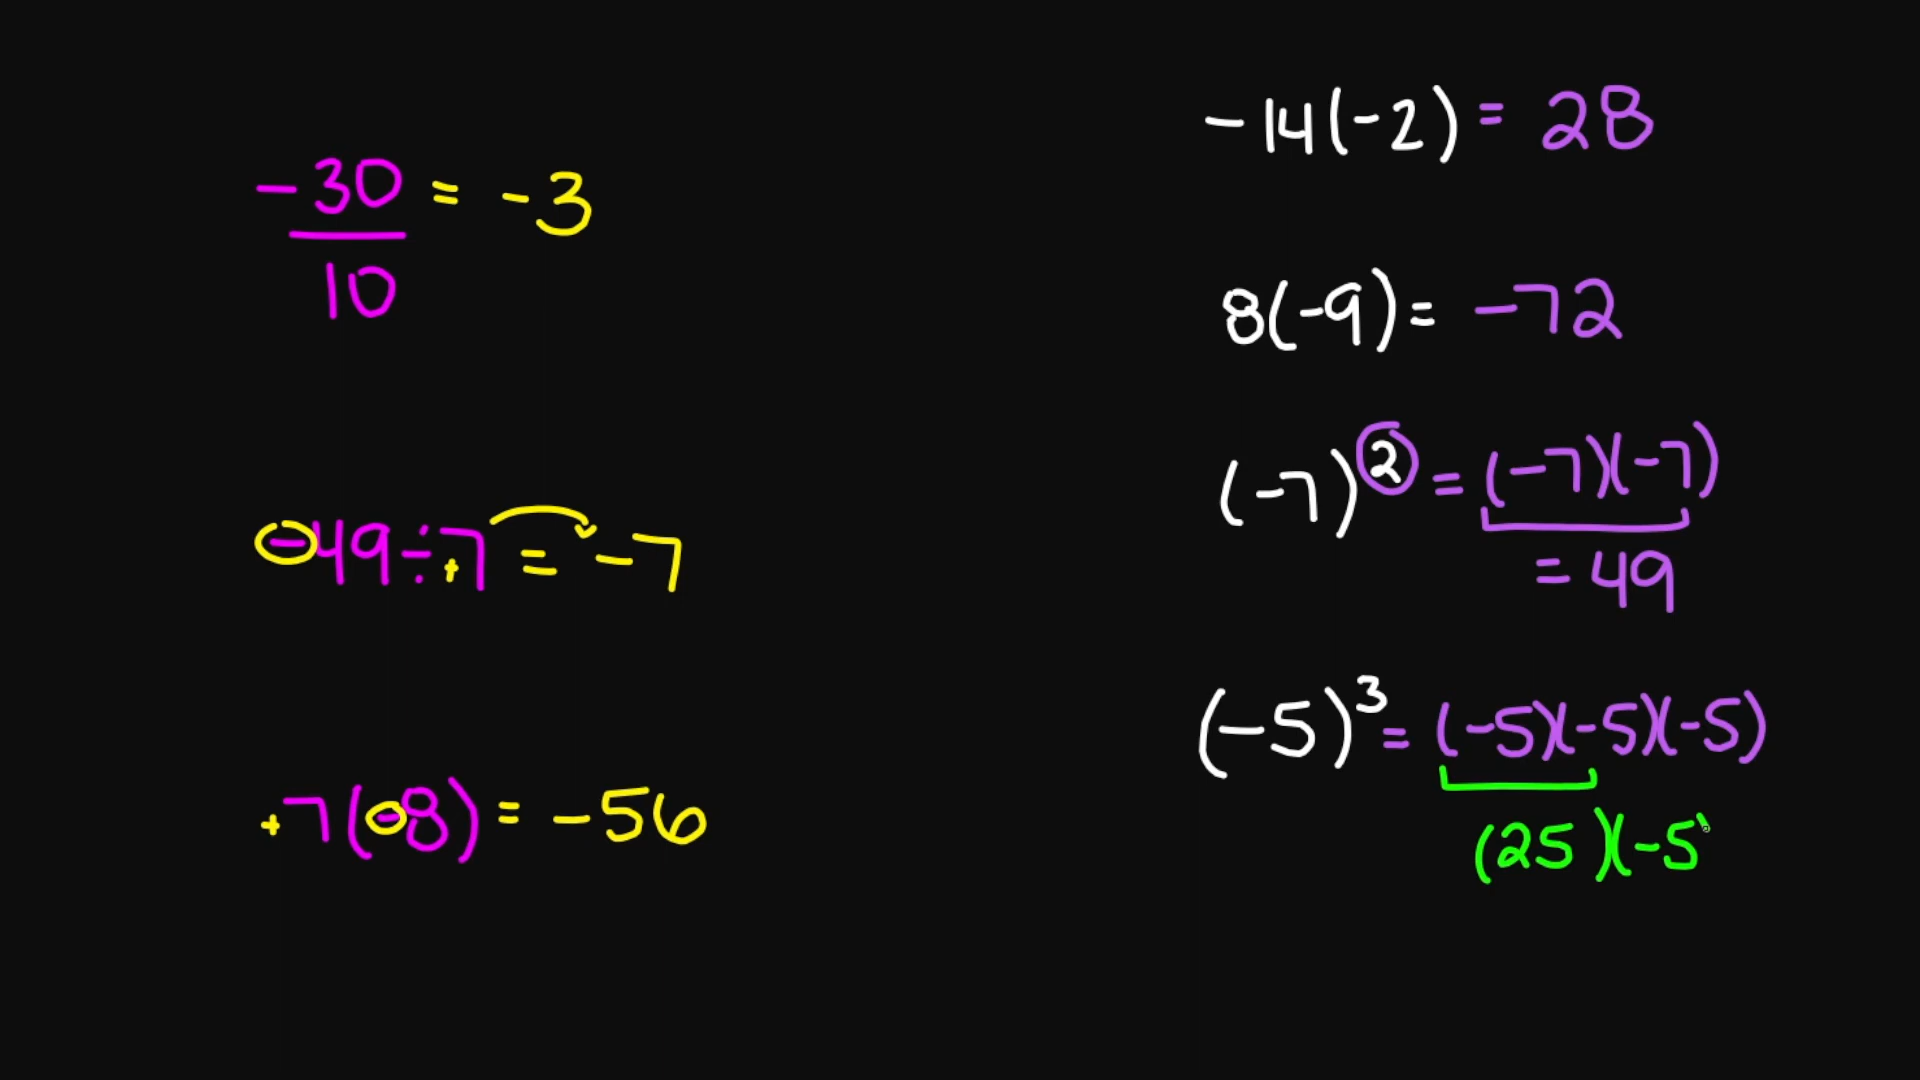 -30/10 = -3
-49÷+7 = -7
+7(-8) = -56
-14(-2) = 28
8(-9) = -72
(-7)² = (-7)(-7)
= 49
(-5)³ = (-5)(-5)(-5)
(25)(-5)